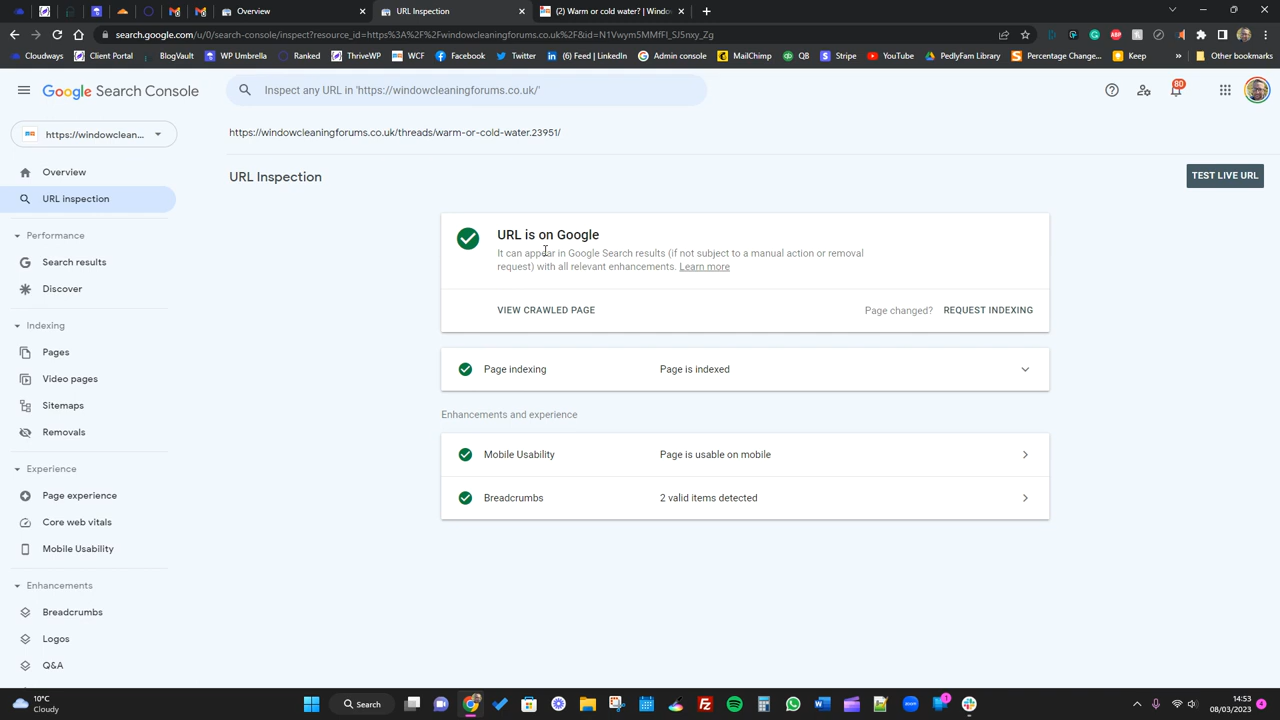 Overview
URL Inspection
(2) Warm or cold water? | Windo
search.google.com/u/0/search-console/inspect?resource_id=https%3A%2F%2Fwindowcleaningforums.co.uk%2F&id=N1Vwym5MMfFI_SJ5nxy_Zg
Cloudways
Client Portal
BlogVault
WP Umbrella
Ranked
ThriveWP
WCF
Facebook
Twitter
(6) Feed | LinkedIn
Admin console
MailChimp
QB
Stripe
YouTube
PedlyFam Library
Percentage Change...
Keep
»
Other bookmarks
Google Search Console
Inspect any URL in 'https://windowcleaningforums.co.uk/'
80
https://windowclean...
https://windowcleaningforums.co.uk/threads/warm-or-cold-water.23951/
Overview
URL inspection
Performance
Search results
Discover
Indexing
Pages
Video pages
Sitemaps
Removals
Experience
Page experience
Core web vitals
Mobile Usability
Enhancements
Breadcrumbs
Logos
Q&A
URL Inspection
TEST LIVE URL
URL is on Google
It can appear in Google Search results (if not subject to a manual action or removal
request) with all relevant enhancements. Learn more
VIEW CRAWLED PAGE
Page changed?
REQUEST INDEXING
Page indexing
Page is indexed
Enhancements and experience
Mobile Usability
Page is usable on mobile
Breadcrumbs
2 valid items detected
10°C
Cloudy
Search
14:53
08/03/2023